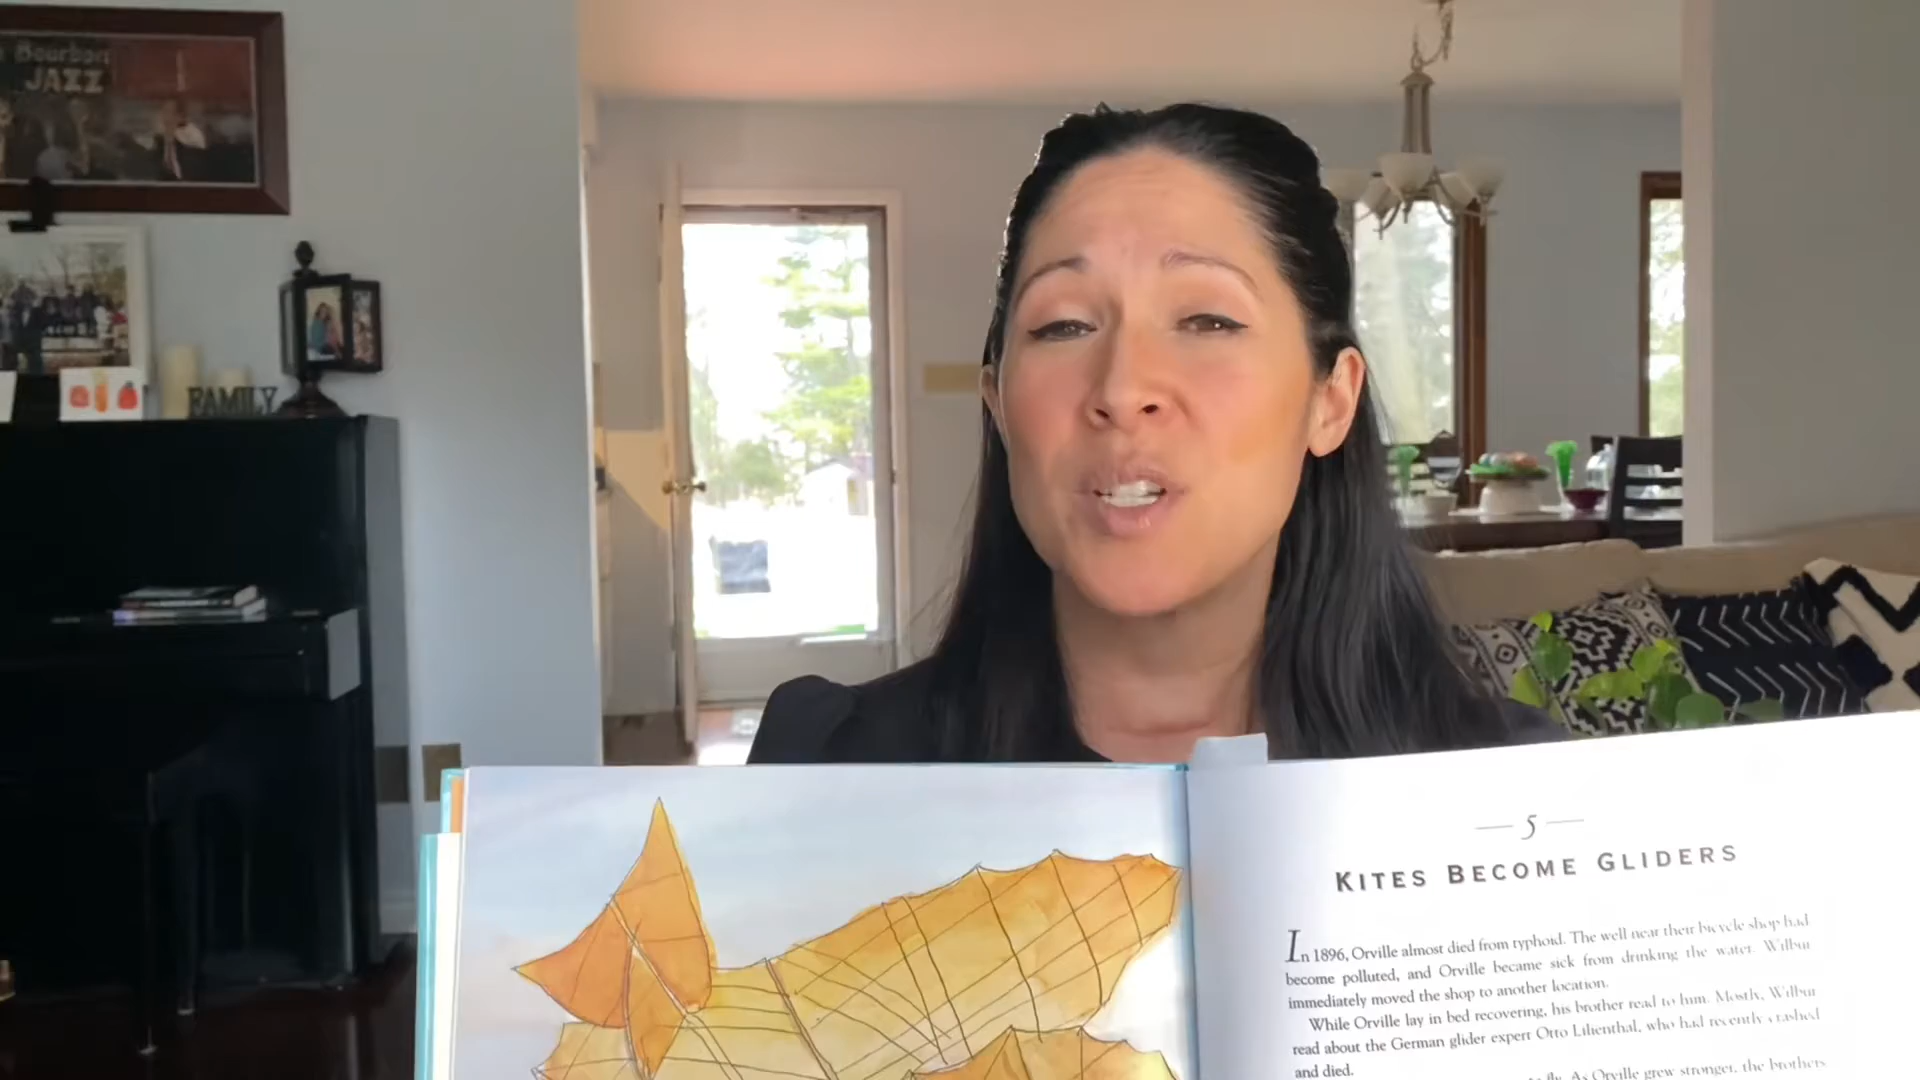 Bourbon
JAZZ
FAMILY
5
KITES BECOME GLIDERS
In 1896, Orville almost died from typhoid. The well near their bicycle shop had
become polluted, and Orville became sick from drinking the water. Wilbur
immediately moved the shop to another location.
While Orville lay in bed recovering, his brother read to him. Mostly, Wilbur
read about the German glider expert Otto Lilienthal, who had recently crashed
and died.
fly. As Orville grew stronger, the brothers